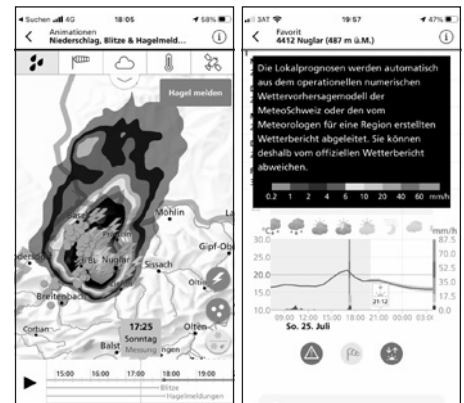 Suchen 4G 18:05 58%
Animationen
Niederschlag, Blitze & Hagelmeld...
Hagel melden
Möhlin
Gipf-Ob
Nuglar
Sissach
Breitenbach
Olten
Corban
Balst
17:25
Sonntag
Messung
15:00 16:00 17:00 18:00 19:00
Blitze
Hagelmeldungen
3AT 19:57 47%
Favorit
4412 Nuglar (487 m ü.M.)
Die Lokalprognosen werden automatisch
aus dem operationellen numerischen
Wettervorhersagemodell der
MeteoSchweiz oder den vom
Meteorologen für eine Region erstellten
Wetterbericht abgeleitet. Sie können
deshalb vom offiziellen Wetterbericht
abweichen.
0.2 1 2 4 6 10 20 40 60 mm/h
mm/h
30.0 87.5
25.0 70.0
20.0 52.5
15.0 35.0
17.5
10.0 0.0
09:00 12:00 15:00 18:00 21:00 00:00 03:0
21:12
So. 25. Juli